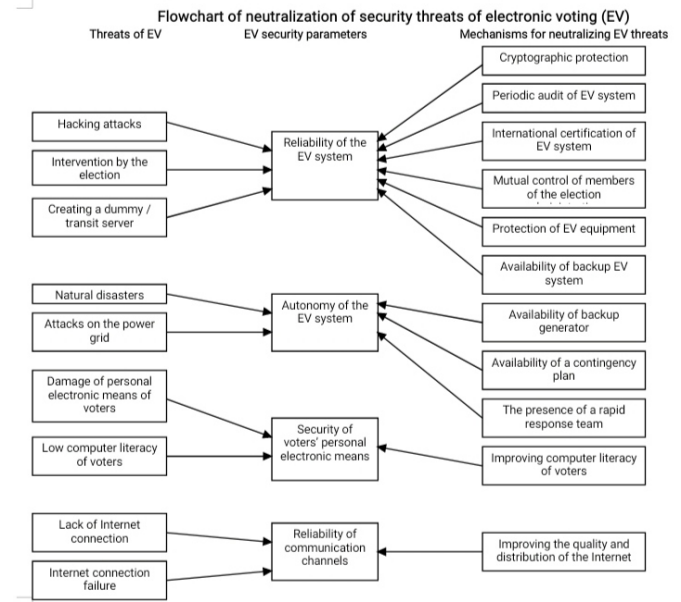 Flowchart of neutralization of security threats of electronic voting (EV)
Threats of EV
EV security parameters
Mechanisms for neutralizing EV threats
Hacking attacks
Intervention by the
election
Creating a dummy /
transit server
Natural disasters
Attacks on the power
grid
Damage of personal
electronic means of
voters
Low computer literacy
of voters
Lack of Internet
connection
Internet connection
failure
Reliability of the
EV system
Autonomy of the
EV system
Security of
voters' personal
electronic means
Reliability of
communication
channels
Cryptographic protection
Periodic audit of EV system
International certification of
EV system
Mutual control of members
of the election
Protection of EV equipment
Availability of backup EV
system
Availability of backup
generator
Availability of a contingency
plan
The presence of a rapid
response team
Improving computer literacy
of voters
Improving the quality and
distribution of the Internet